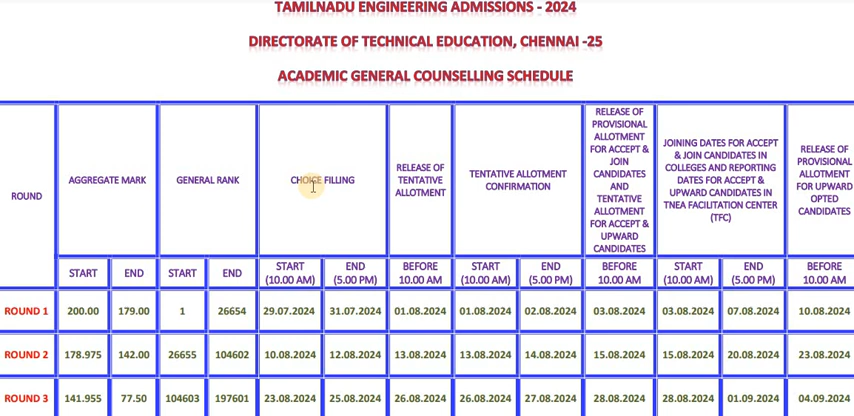 TAMILNADU ENGINEERING ADMISSIONS - 2024
DIRECTORATE OF TECHNICAL EDUCATION, CHENNAI -25
ACADEMIC GENERAL COUNSELLING SCHEDULE
ROUND
AGGREGATE MARK
GENERAL RANK
CHOICE FILLING
RELEASE OF
TENTATIVE
ALLOTMENT
TENTATIVE ALLOTMENT
CONFIRMATION
RELEASE OF
PROVISIONAL
ALLOTMENT
FOR ACCEPT &
JOIN
CANDIDATES
AND
TENTATIVE
ALLOTMENT
FOR ACCEPT &
UPWARD
CANDIDATES
JOINING DATES FOR ACCEPT
& JOIN CANDIDATES IN
COLLEGES AND REPORTING
DATES FOR ACCEPT &
UPWARD CANDIDATES IN
TNEA FACILITATION CENTER
(TFC)
RELEASE OF
PROVISIONAL
ALLOTMENT
FOR UPWARD
OPTED
CANDIDATES
START END START END START (10.00 AM) END (5.00 PM) BEFORE 10.00 AM START (10.00 AM) END (5.00 PM) BEFORE 10.00 AM START (10.00 AM) END (5.00 PM) BEFORE 10.00 AM
ROUND 1 200.00 179.00 1 26654 29.07.2024 31.07.2024 01.08.2024 01.08.2024 02.08.2024 03.08.2024 03.08.2024 07.08.2024 10.08.2024
ROUND 2 178.975 142.00 26655 104602 10.08.2024 12.08.2024 13.08.2024 13.08.2024 14.08.2024 15.08.2024 15.08.2024 20.08.2024 23.08.2024
ROUND 3 141.955 77.50 104603 197601 23.08.2024 25.08.2024 26.08.2024 26.08.2024 27.08.2024 28.08.2024 28.08.2024 01.09.2024 04.09.2024